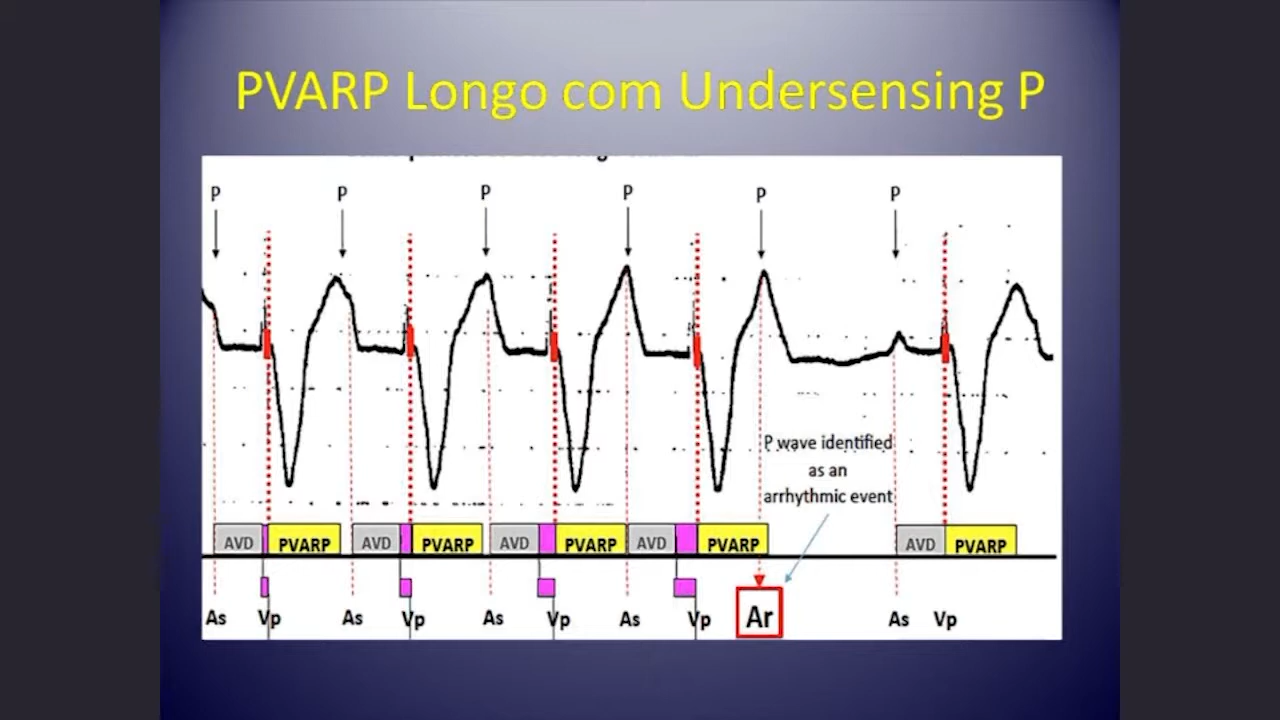 PVARP Longo com Undersensing P
P P P P P P
P wave identified
as an
arrhythmic event
AVD PVARP AVD PVARP AVD PVARP AVD PVARP AVD PVARP
As Vp As Vp As Vp As Vp Ar As Vp